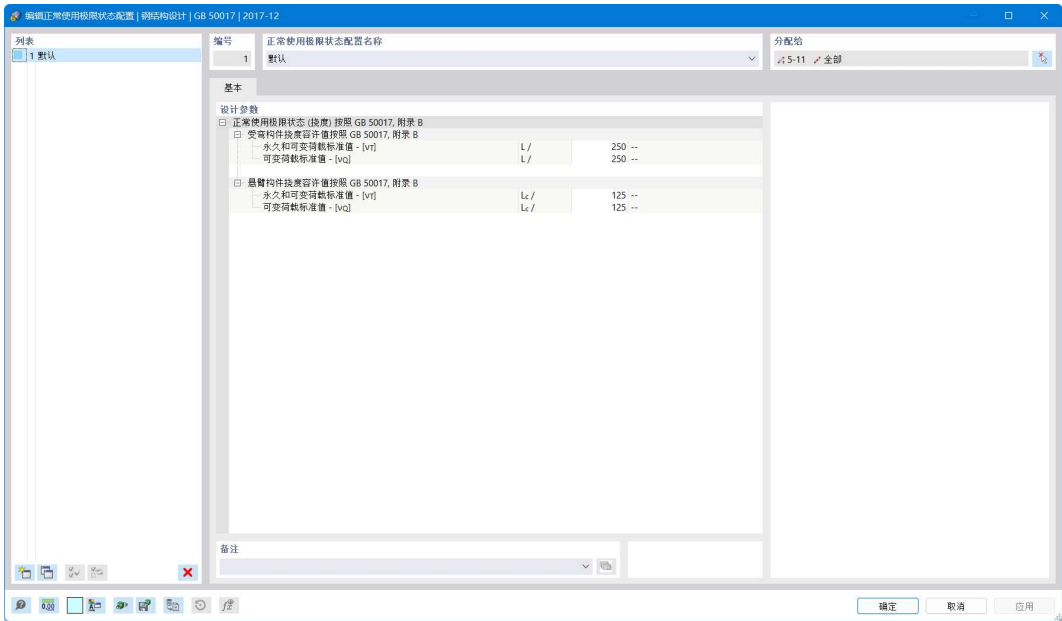 编辑正常使用极限状态配置 | 钢结构设计 | GB 50017 | 2017-12
列表
1 默认
编号
1
正常使用极限状态配置名称
默认
分配给
5-11 全部
基本
设计参数
正常使用极限状态 (挠度) 按照 GB 50017, 附录 B
受弯构件挠度容许值按照 GB 50017, 附录 B
永久和可变荷载标准值 - [vT] L / 250 --
可变荷载标准值 - [vQ] L / 250 --
悬臂构件挠度容许值按照 GB 50017, 附录 B
永久和可变荷载标准值 - [vT] Lc / 125 --
可变荷载标准值 - [vQ] Lc / 125 --
备注
0,00
确定
取消
应用